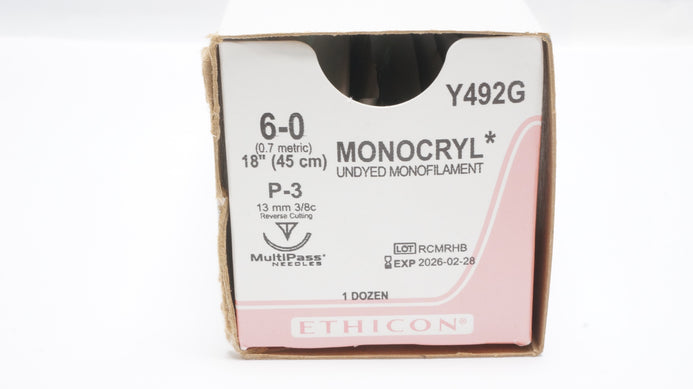 Y492G
6-0
(0.7 metric)
18" (45 cm)
MONOCRYL*
UNDYED MONOFILAMENT
P-3
13 mm 3/8c
Reverse Cutting
MultiPass*
NEEDLES
LOT RCMRHB
EXP 2026-02-28
1 DOZEN
ETHICON®